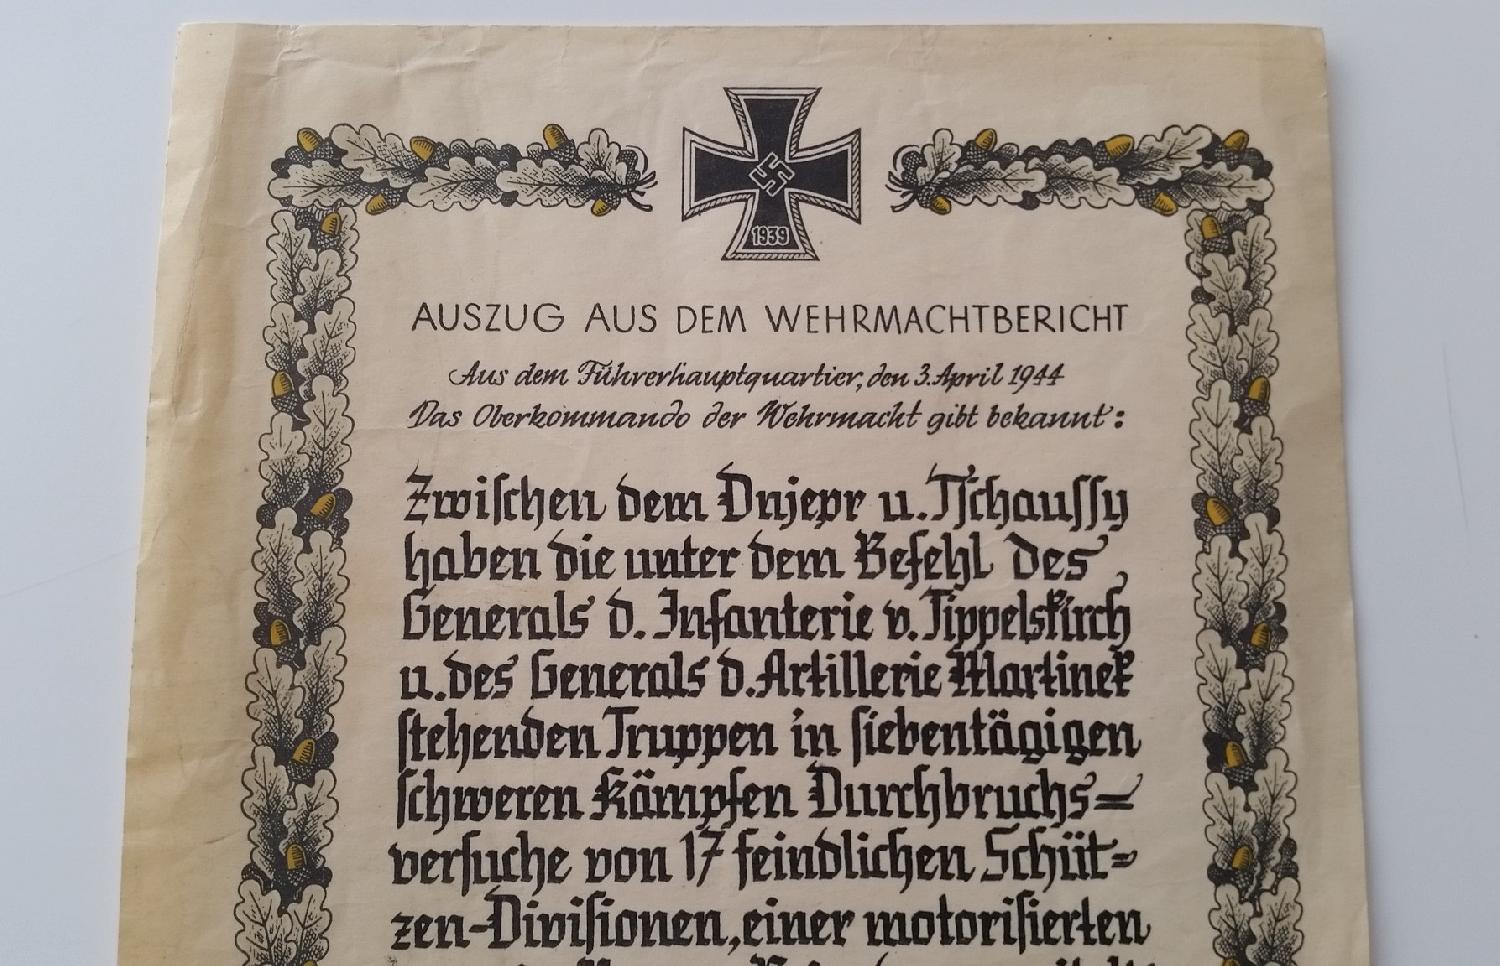 1939
AUSZUG AUS DEM WEHRMACHTBERICHT
Aus dem Führerhauptquartier, den 3. April 1944
Das Oberkommando der Wehrmacht gibt bekannt:
Zwischen dem Dnjepr u. Tschaussy
haben die unter dem Befehl des
Generals d. Infanterie v. Tippelskirch
u. des Generals d. Artillerie Martinek
stehenden Truppen in siebentägigen
schweren Kämpfen Durchbruchs=
versuche von 17 feindlichen Schüt=
zen-Divisionen, einer motorisierten